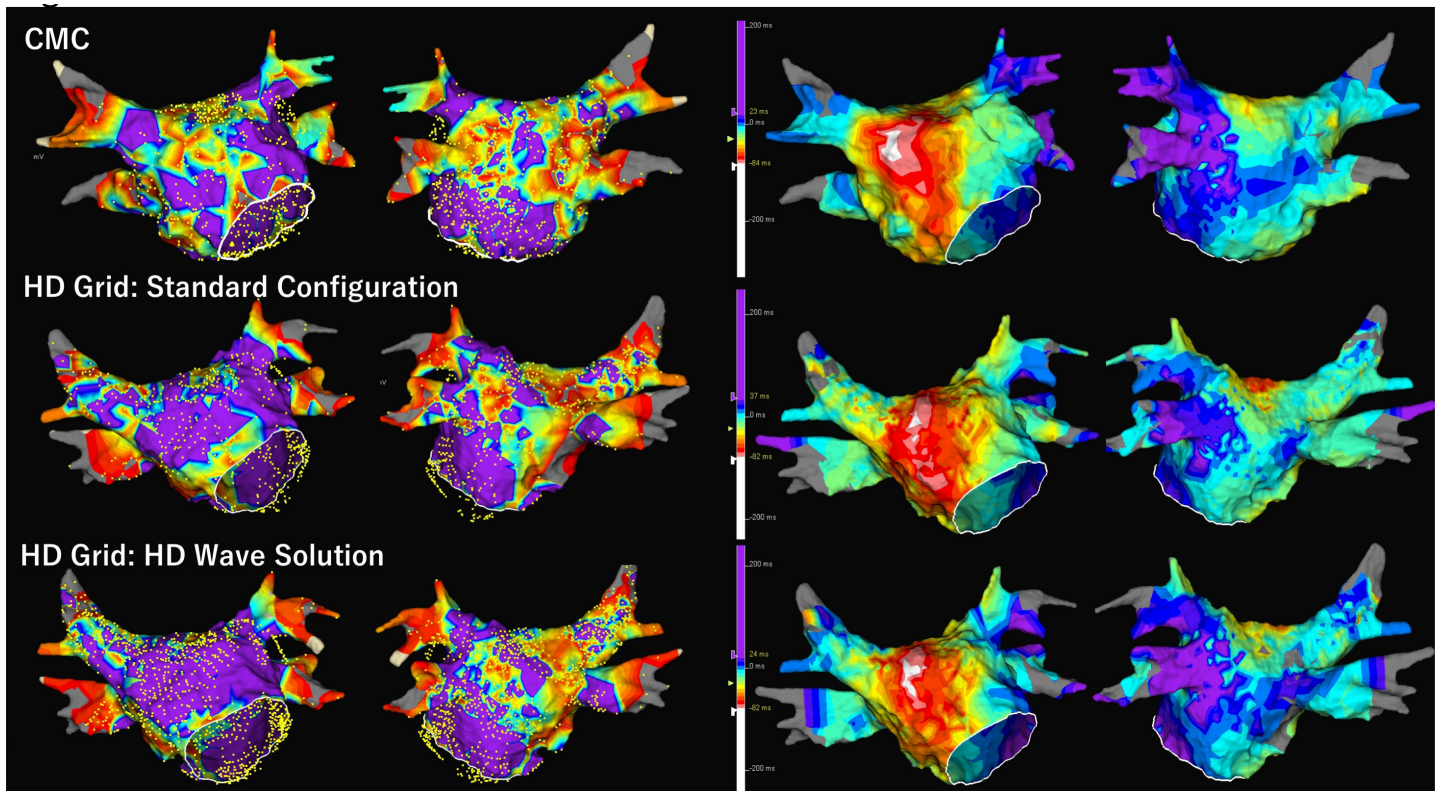 CMC
mV
200 ms
23 ms
0 ms
-84 ms
-200 ms
HD Grid: Standard Configuration
200 ms
37 ms
0 ms
-82 ms
-200 ms
HD Grid: HD Wave Solution
200 ms
24 ms
0 ms
-82 ms
-200 ms